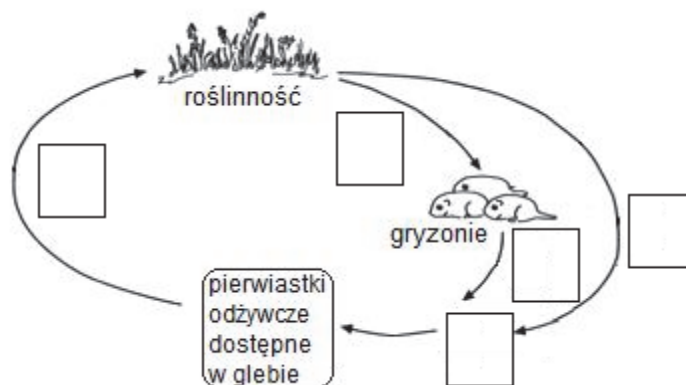 roślinność
gryzonie
pierwiastki
odżywcze
dostępne
w glebie